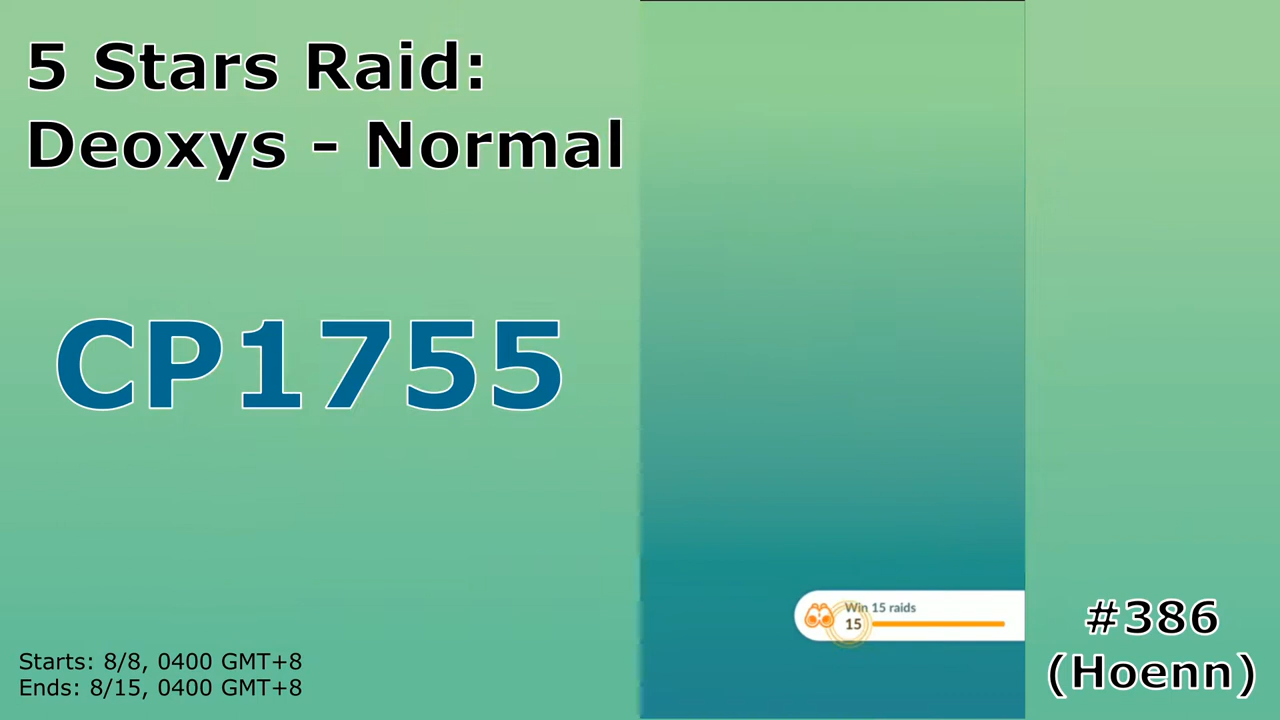 5 Stars Raid:
Deoxys - Normal
CP1755
Win 15 raids
15
Starts: 8/8, 0400 GMT+8
Ends: 8/15, 0400 GMT+8
#386
(Hoenn)